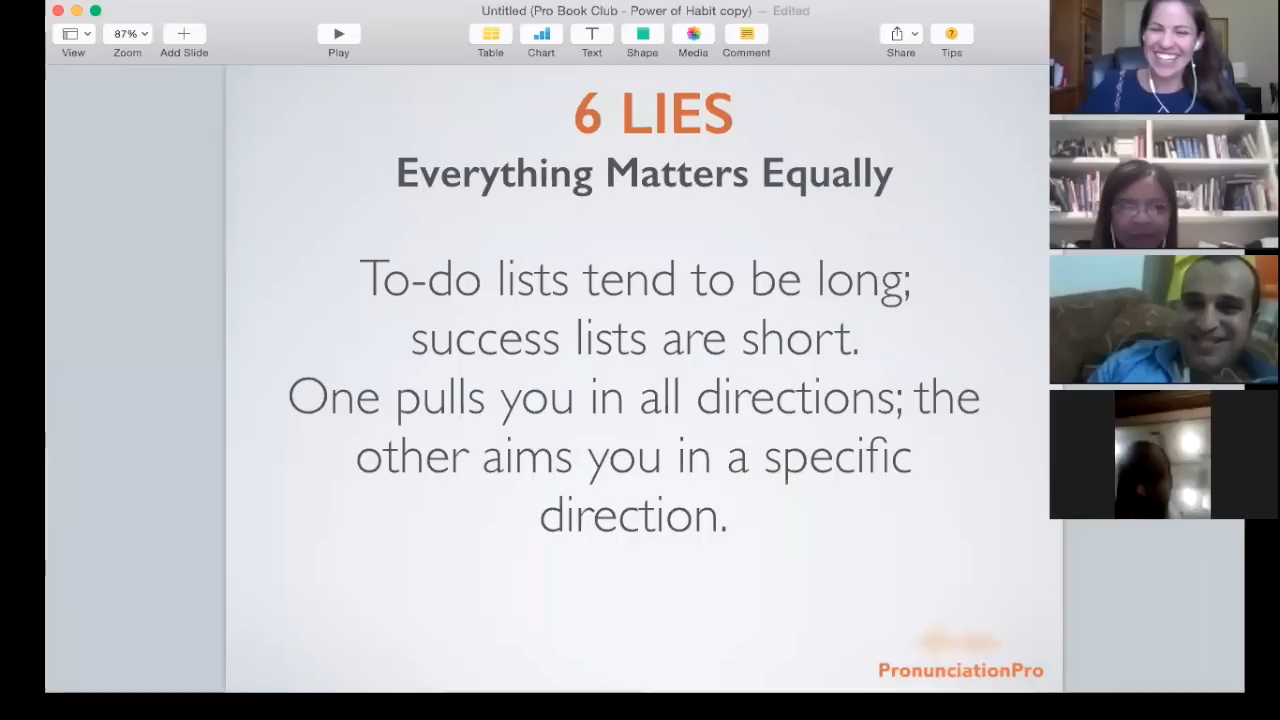 Untitled (Pro Book Club - Power of Habit copy) — Edited
87%
View Zoom Add Slide Play Table Chart Text Shape Media Comment Share Tips
6 LIES
Everything Matters Equally
To-do lists tend to be long;
success lists are short.
One pulls you in all directions; the
other aims you in a specific
direction.
PronunciationPro